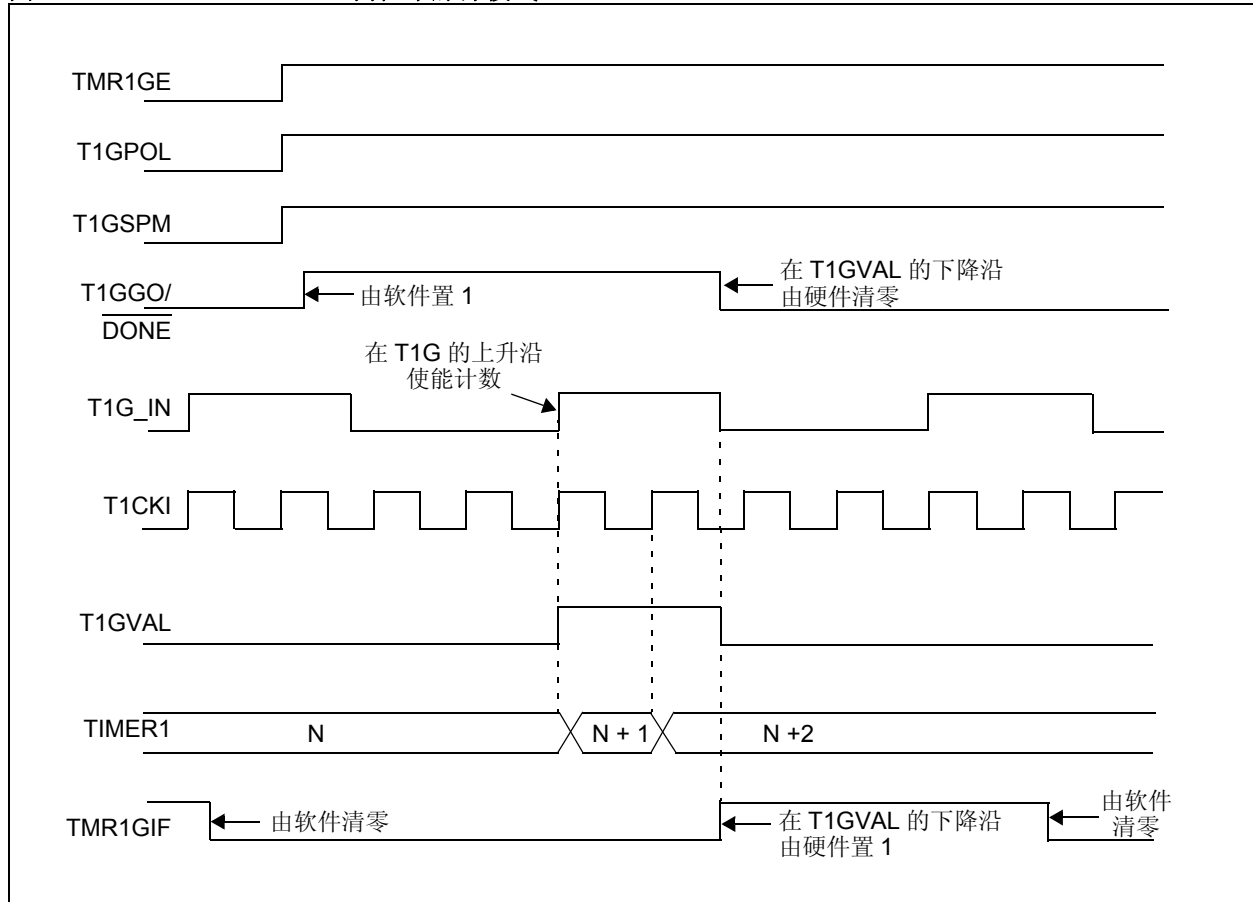 TMR1GE
T1GPOL
T1GSPM
T1GGO/
DONE
由软件置 1
在 T1GVAL 的下降沿
由硬件清零
在 T1G 的上升沿
使能计数
T1G_IN
T1CKI
T1GVAL
TIMER1
N
N + 1
N +2
TMR1GIF
由软件清零
在 T1GVAL 的下降沿
由硬件置 1
由软件
清零